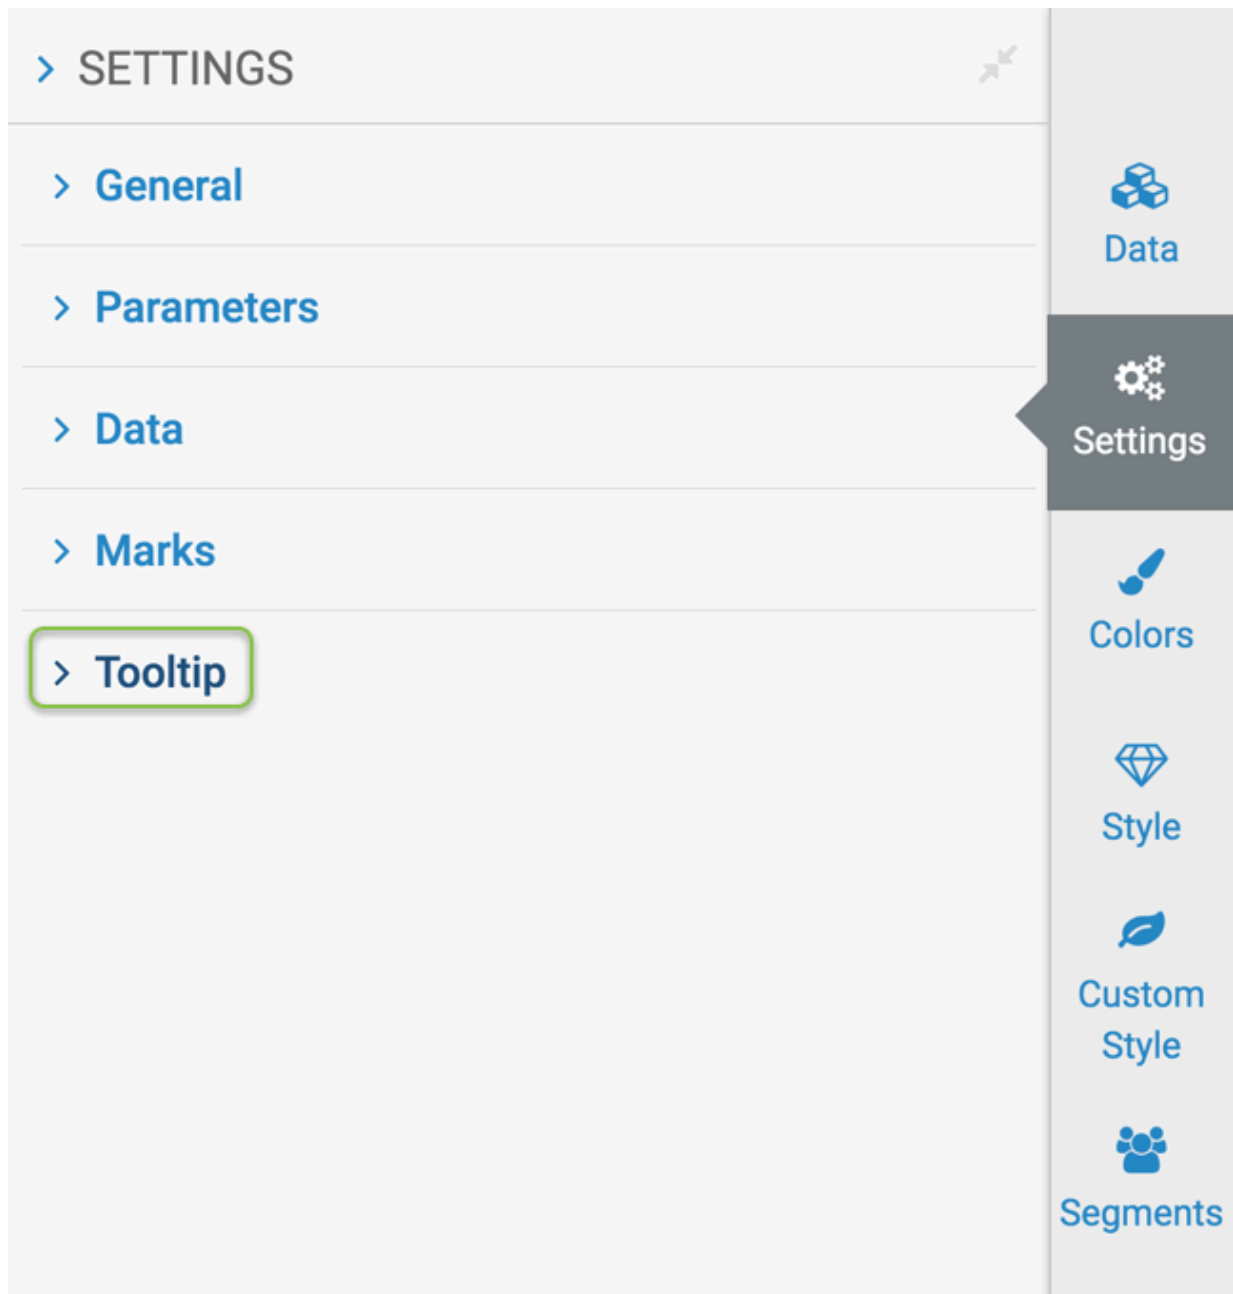 SETTINGS
General
Parameters
Data
Marks
Tooltip
Data
Settings
Colors
Style
Custom
Style
Segments